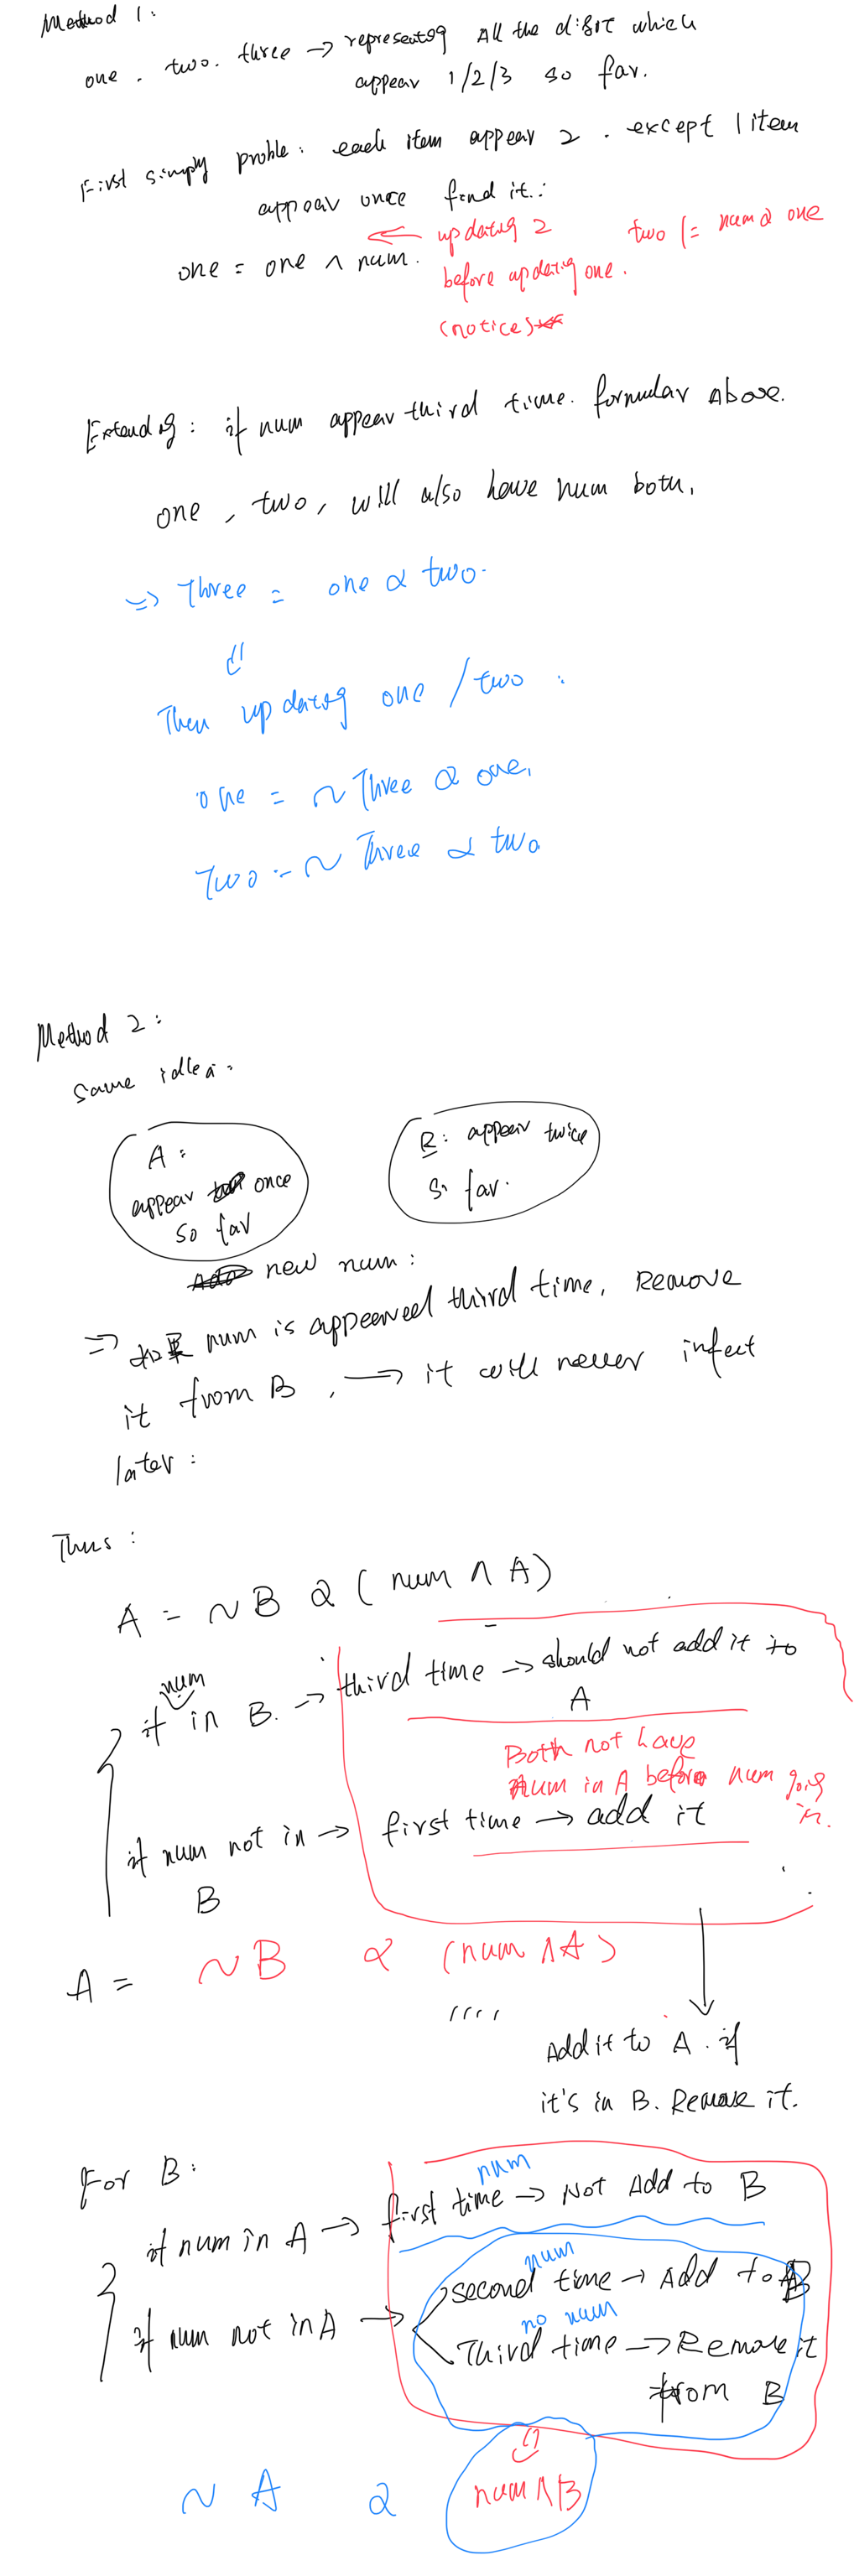 Method 1:
one . two. three → representing All the digit which
appear 1/2/3 so far.
First simply proble: each item appear 2 . except 1 item
appear once find it.:
← updating 2 two |= num & one
one = one ^ num. before updating one.
(notice)
Extending: if num appear third time. formular Above.
one , two, will also have num both.
=> Three = one & two.
⇓
Then updating one / two :
one = ~ Three & one.
Two = ~ Three & two
Method 2:
same idea:
A: B: appear twice
appear once so far.
so far
new num:
=> 如果 num is appeared third time. Remove
it from B . → it will never infect
later:
Thus:
A = ~B & ( num ^ A)
if num in B. → third time → should not add it to
A
Both not have
num in A before num going
in.
if num not in → first time → add it
B
A = ~B & (num ^ A)
Add it to A . if
it's in B. Remove it.
For B:
num
if num in A → first time → Not Add to B
num
second time → Add to B
if num not in A → no num
Third time → Remove it
from B
⇓
~ A & num ^ B